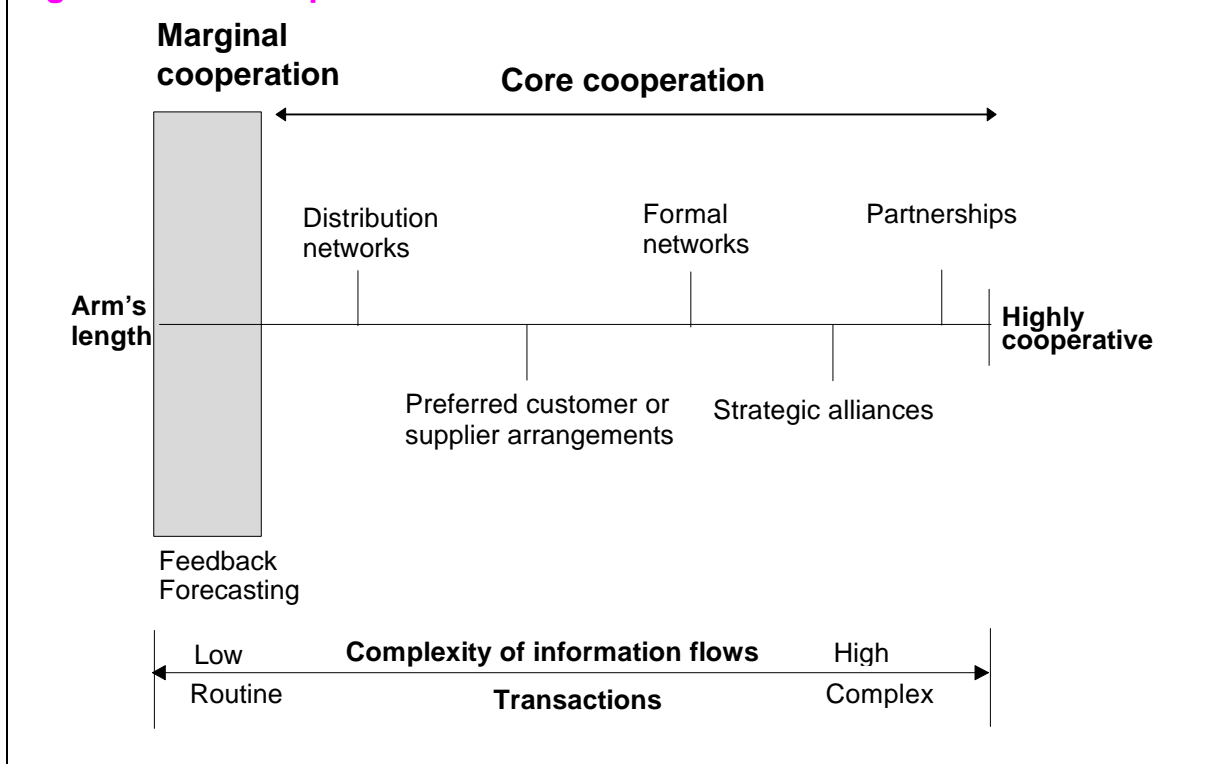 Marginal
cooperation
Core cooperation
Distribution
networks
Formal
networks
Partnerships
Arm’s
length
Highly
cooperative
Preferred customer or
supplier arrangements
Strategic alliances
Feedback
Forecasting
Low
Complexity of information flows
High
Routine
Transactions
Complex